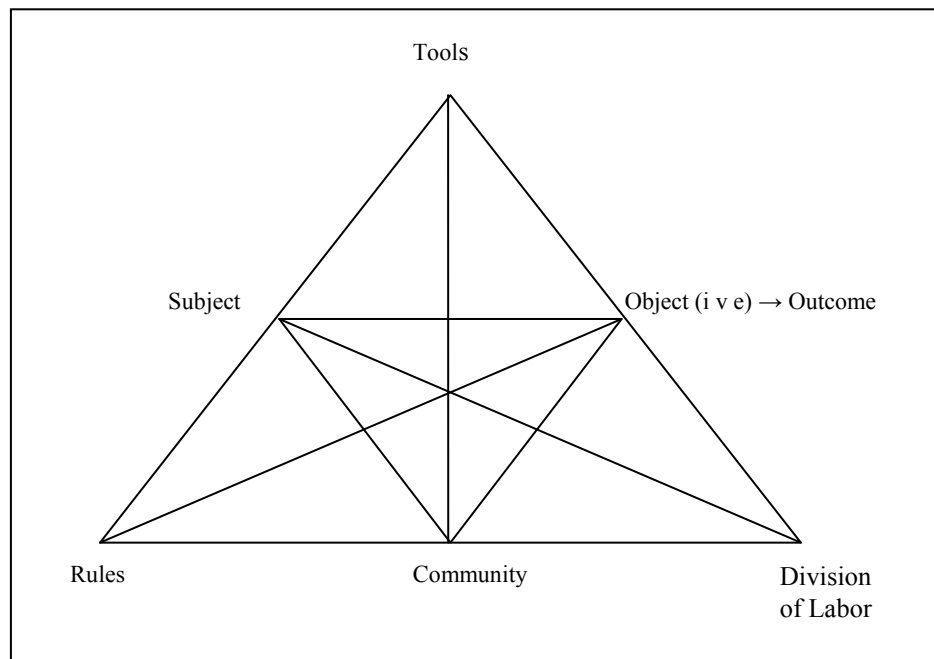 Tools
Subject
Object (i v e) → Outcome
Rules
Community
Division
of Labor